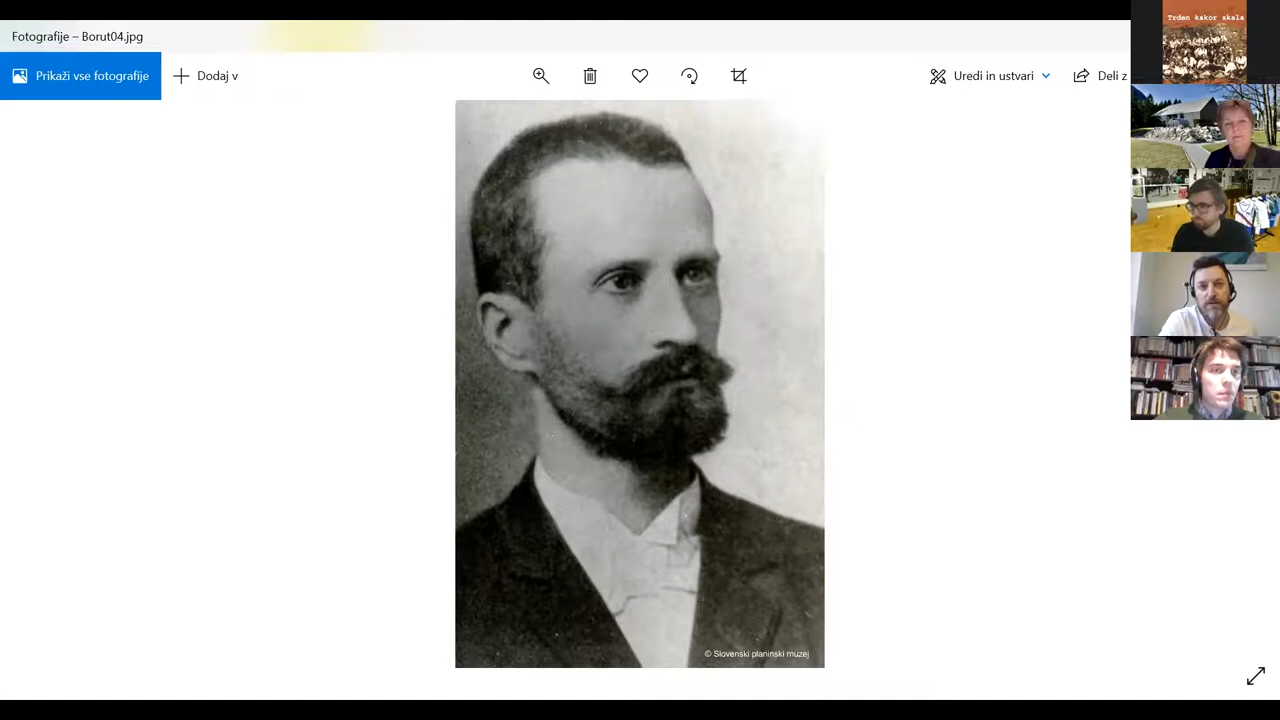 Fotografije – Borut04.jpg
Prikaži vse fotografije
Dodaj v
Uredi in ustvari
Deli z
Trden kakor skala
© Slovenski planinski muzej